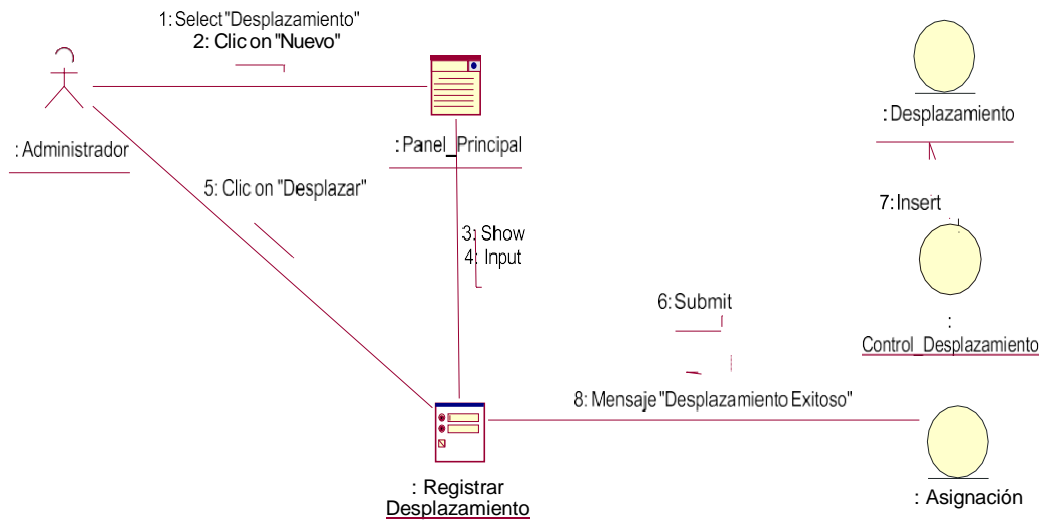 1: Select "Desplazamiento"
2: Clic on "Nuevo"
: Administrador
: Panel_Principal
: Desplazamiento
5: Clic on "Desplazar"
7: Insert
3: Show
4: Input
6: Submit
:
Control_Desplazamiento
8: Mensaje "Desplazamiento Exitoso"
: Registrar
Desplazamiento
: Asignación